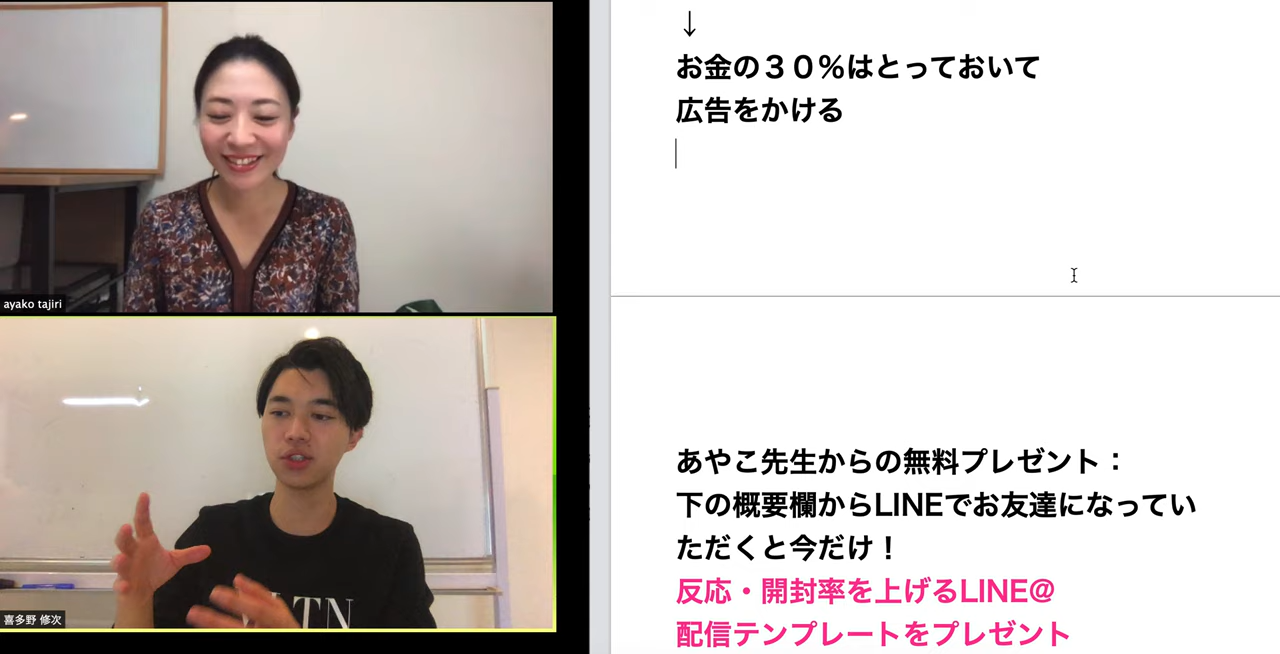 ayako tajiri
喜多野 修次
↓
お金の３０％はとっておいて
広告をかける
あやこ先生からの無料プレゼント：
下の概要欄からLINEでお友達になってい
ただくと今だけ！
反応・開封率を上げるLINE@
配信テンプレートをプレゼント